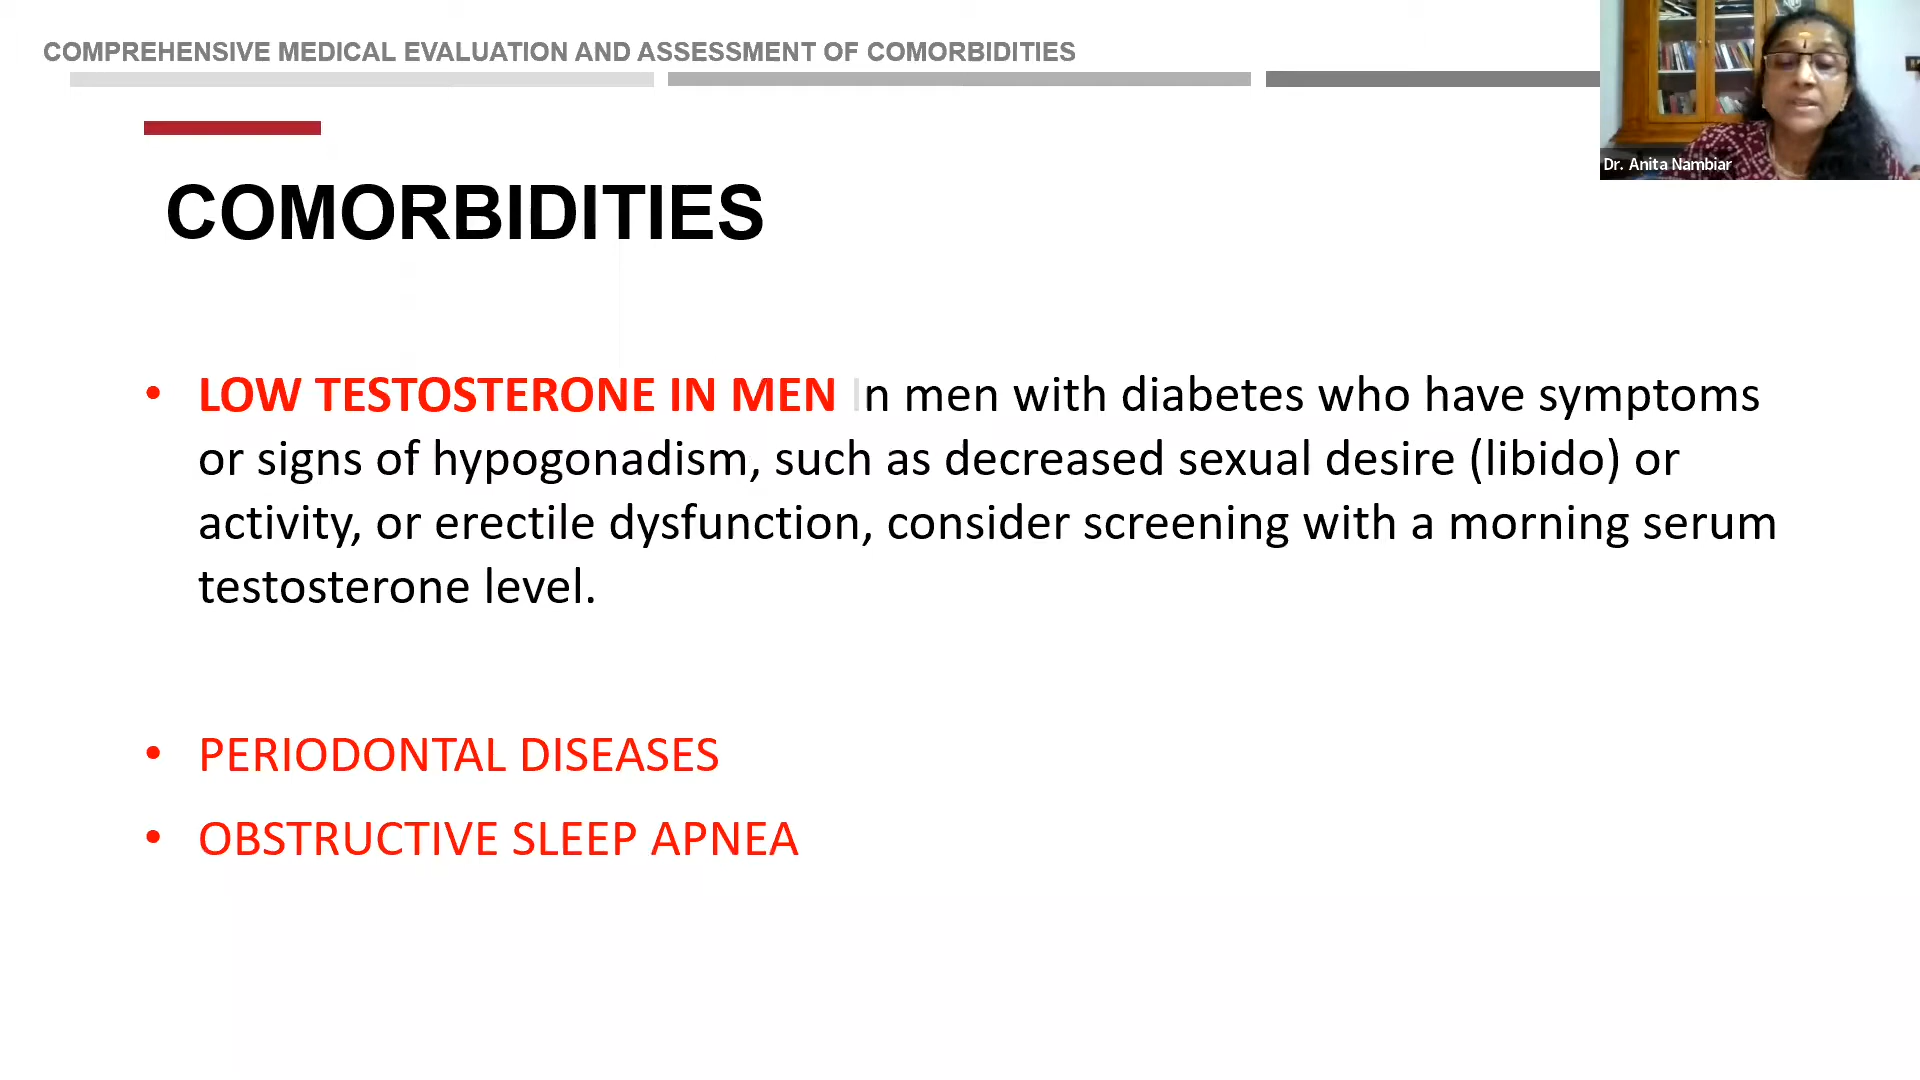 COMPREHENSIVE MEDICAL EVALUATION AND ASSESSMENT OF COMORBIDITIES
Dr. Anita Nambiar
COMORBIDITIES
• LOW TESTOSTERONE IN MEN In men with diabetes who have symptoms
or signs of hypogonadism, such as decreased sexual desire (libido) or
activity, or erectile dysfunction, consider screening with a morning serum
testosterone level.
• PERIODONTAL DISEASES
• OBSTRUCTIVE SLEEP APNEA